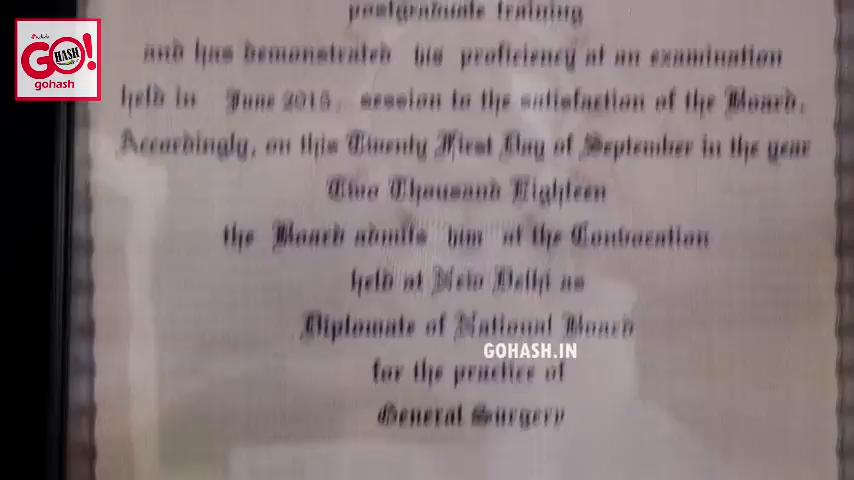 GO!
HASH
gohash
postgraduate training
and has demonstrated his proficiency at an examination
held in June 2015, session to the satisfaction of the Board.
Accordingly, on this Twenty First Day of September in the year
Two Thousand Eighteen
the Board admits him at the Convocation
held at New Delhi as
Diplomate of National Board
GOHASH.IN
for the practice of
General Surgery